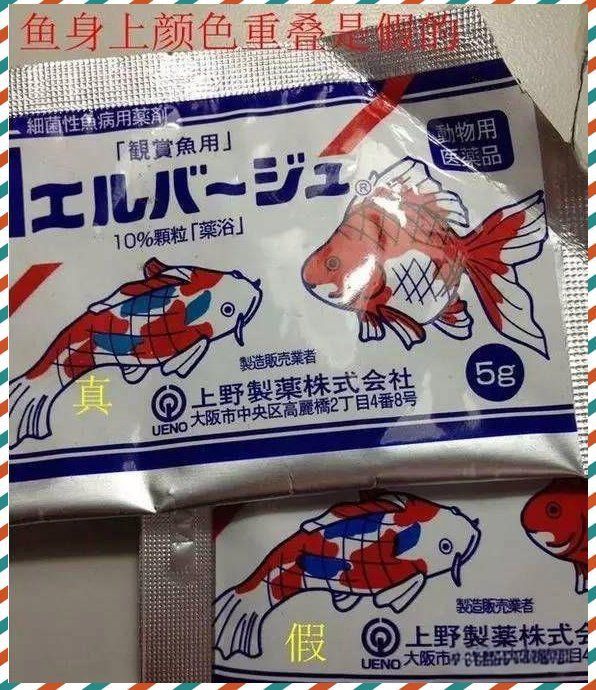 鱼身上颜色重叠是假的
細菌性魚病用薬剤
動物用
医薬品
「観賞魚用」
エルバージュ®
10%顆粒「薬浴」
製造販売業者
5g
真
上野製薬株式会社
UENO
大阪市中央区高麗橋2丁目4番8号
製造販売業者
假
上野製薬株式会
UENO
大阪市